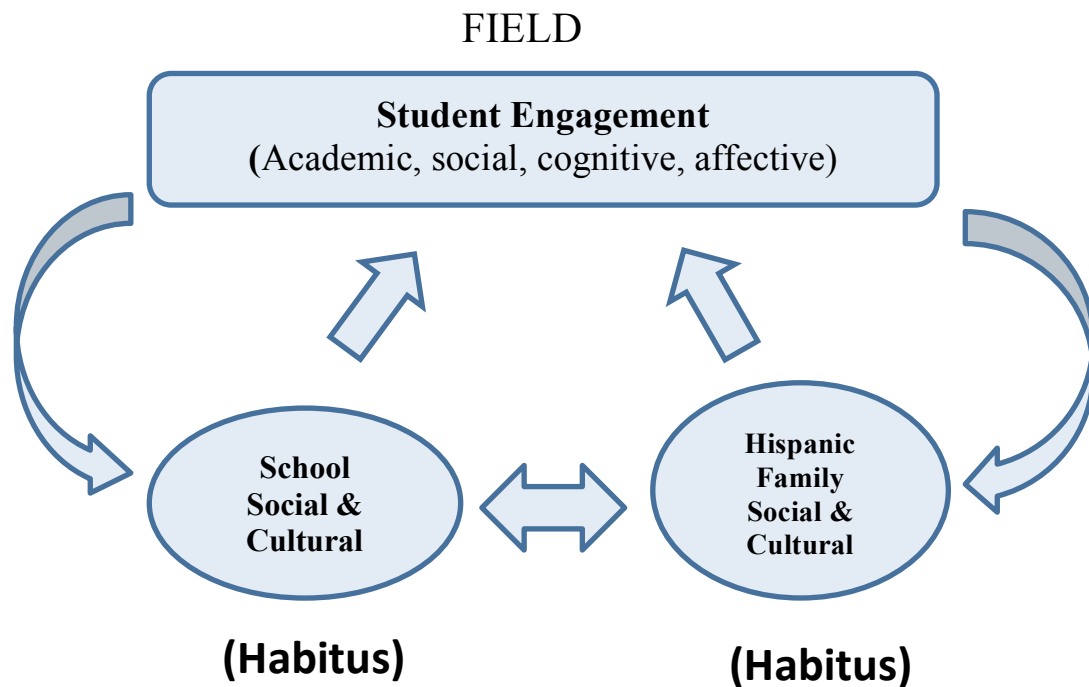 FIELD
Student Engagement
(Academic, social, cognitive, affective)
School
Social &
Cultural
Hispanic
Family
Social &
Cultural
(Habitus)
(Habitus)